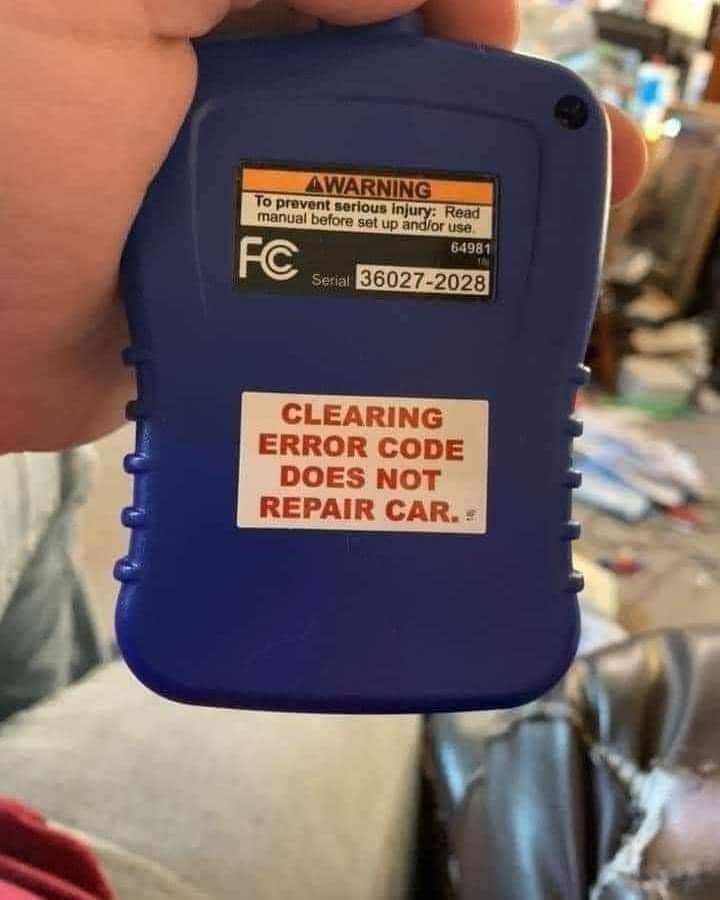 WARNING
To prevent serious injury: Read
manual before set up and/or use.
64981
FC
Serial 36027-2028
CLEARING
ERROR CODE
DOES NOT
REPAIR CAR.